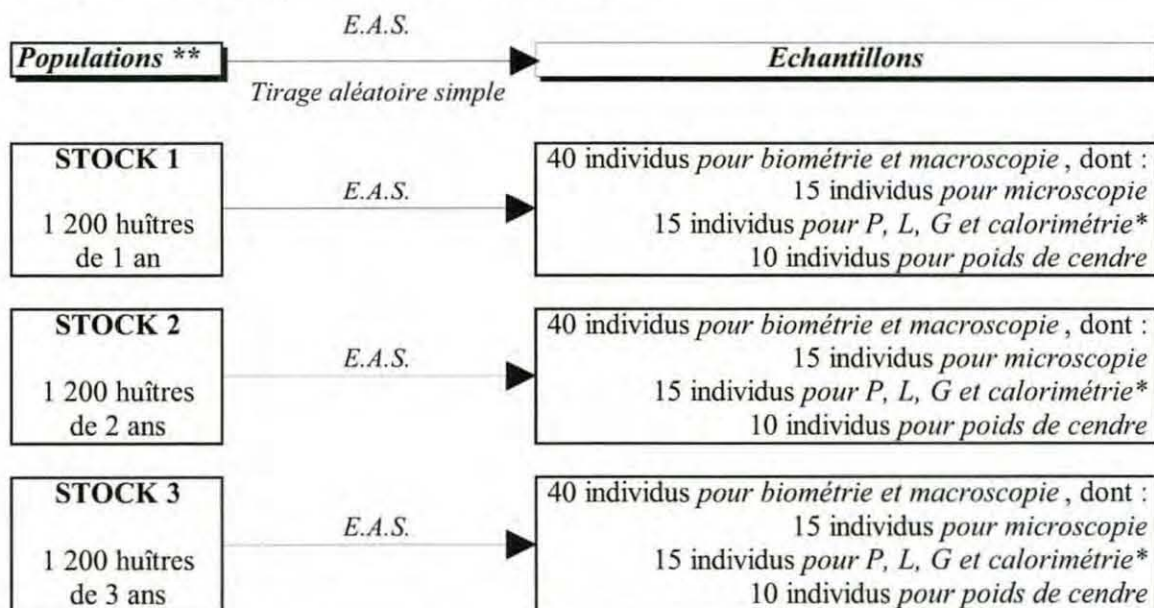 E.A.S.
Populations **
Echantillons
Tirage aléatoire simple
STOCK 1
1 200 huîtres
de 1 an
E.A.S.
40 individus pour biométrie et macroscopie, dont :
15 individus pour microscopie
15 individus pour P, L, G et calorimétrie*
10 individus pour poids de cendre
STOCK 2
1 200 huîtres
de 2 ans
E.A.S.
40 individus pour biométrie et macroscopie, dont :
15 individus pour microscopie
15 individus pour P, L, G et calorimétrie*
10 individus pour poids de cendre
STOCK 3
1 200 huîtres
de 3 ans
E.A.S.
40 individus pour biométrie et macroscopie, dont :
15 individus pour microscopie
15 individus pour P, L, G et calorimétrie*
10 individus pour poids de cendre